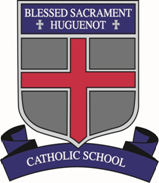 BLESSED SACRAMENT
HUGUENOT
CATHOLIC SCHOOL